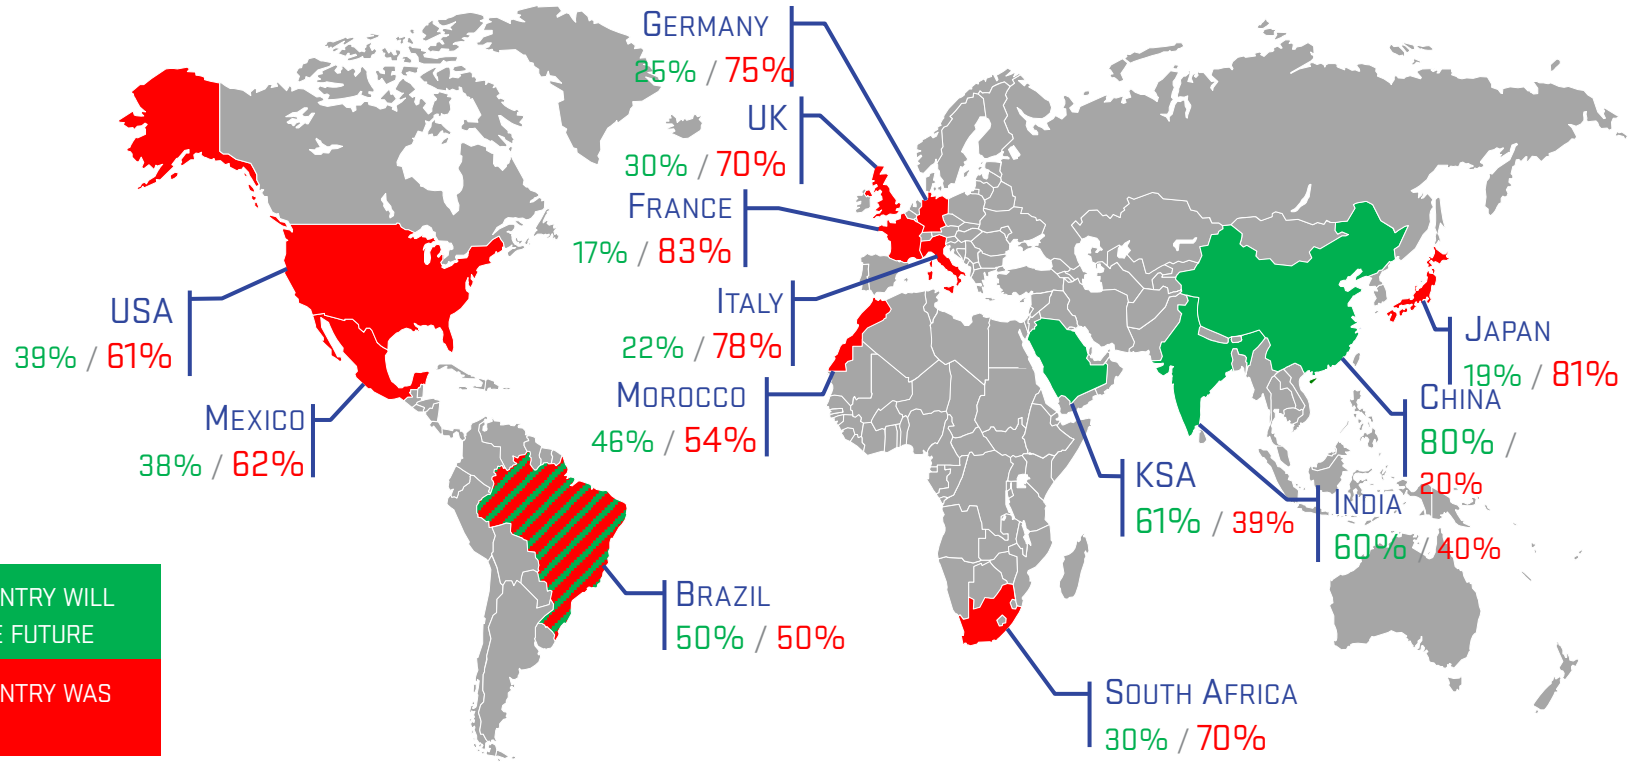 GERMANY
25% / 75%
UK
30% / 70%
FRANCE
17% / 83%
ITALY
22% / 78%
USA
39% / 61%
MOROCCO
46% / 54%
MEXICO
38% / 62%
JAPAN
19% / 81%
CHINA
80% /
20%
KSA
61% / 39%
INDIA
60% / 40%
BRAZIL
50% / 50%
SOUTH AFRICA
30% / 70%
NTRY WILL
E FUTURE
NTRY WAS